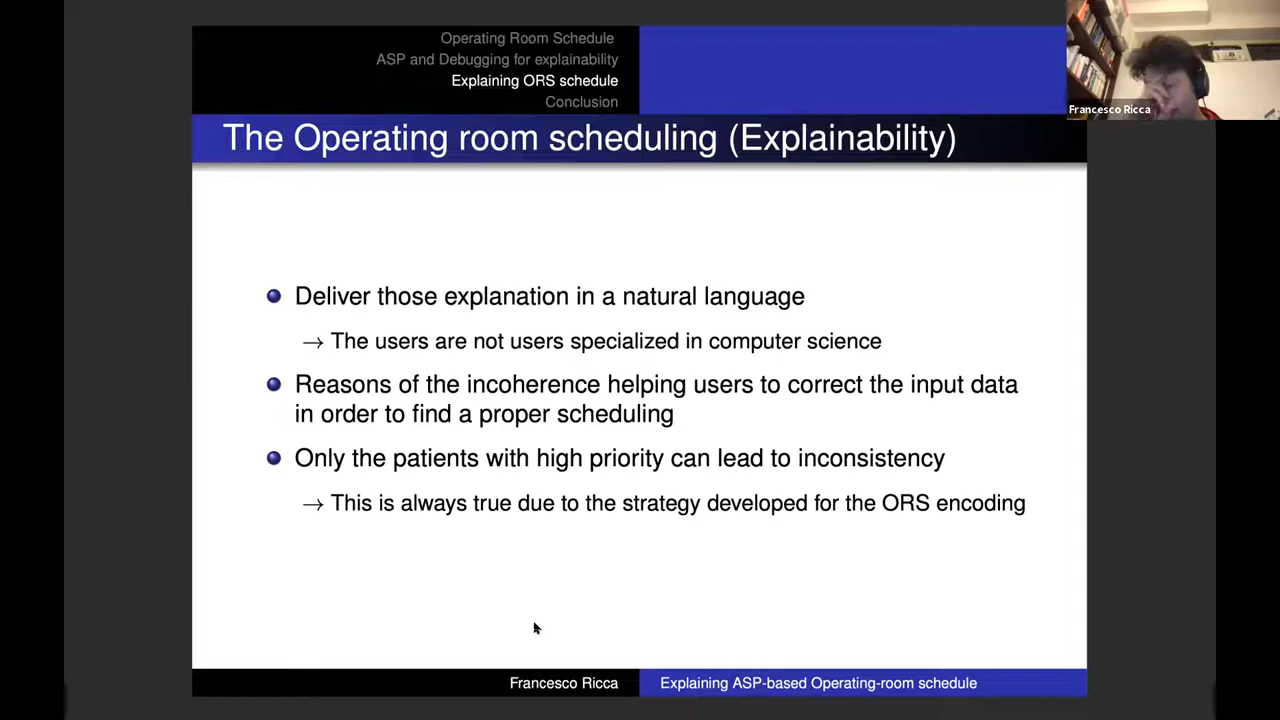 Operating Room Schedule
ASP and Debugging for explainability
Explaining ORS schedule
Conclusion
Francesco Ricca
The Operating room scheduling (Explainability)
Deliver those explanation in a natural language
→ The users are not users specialized in computer science
Reasons of the incoherence helping users to correct the input data
in order to find a proper scheduling
Only the patients with high priority can lead to inconsistency
→ This is always true due to the strategy developed for the ORS encoding
Francesco Ricca
Explaining ASP-based Operating-room schedule